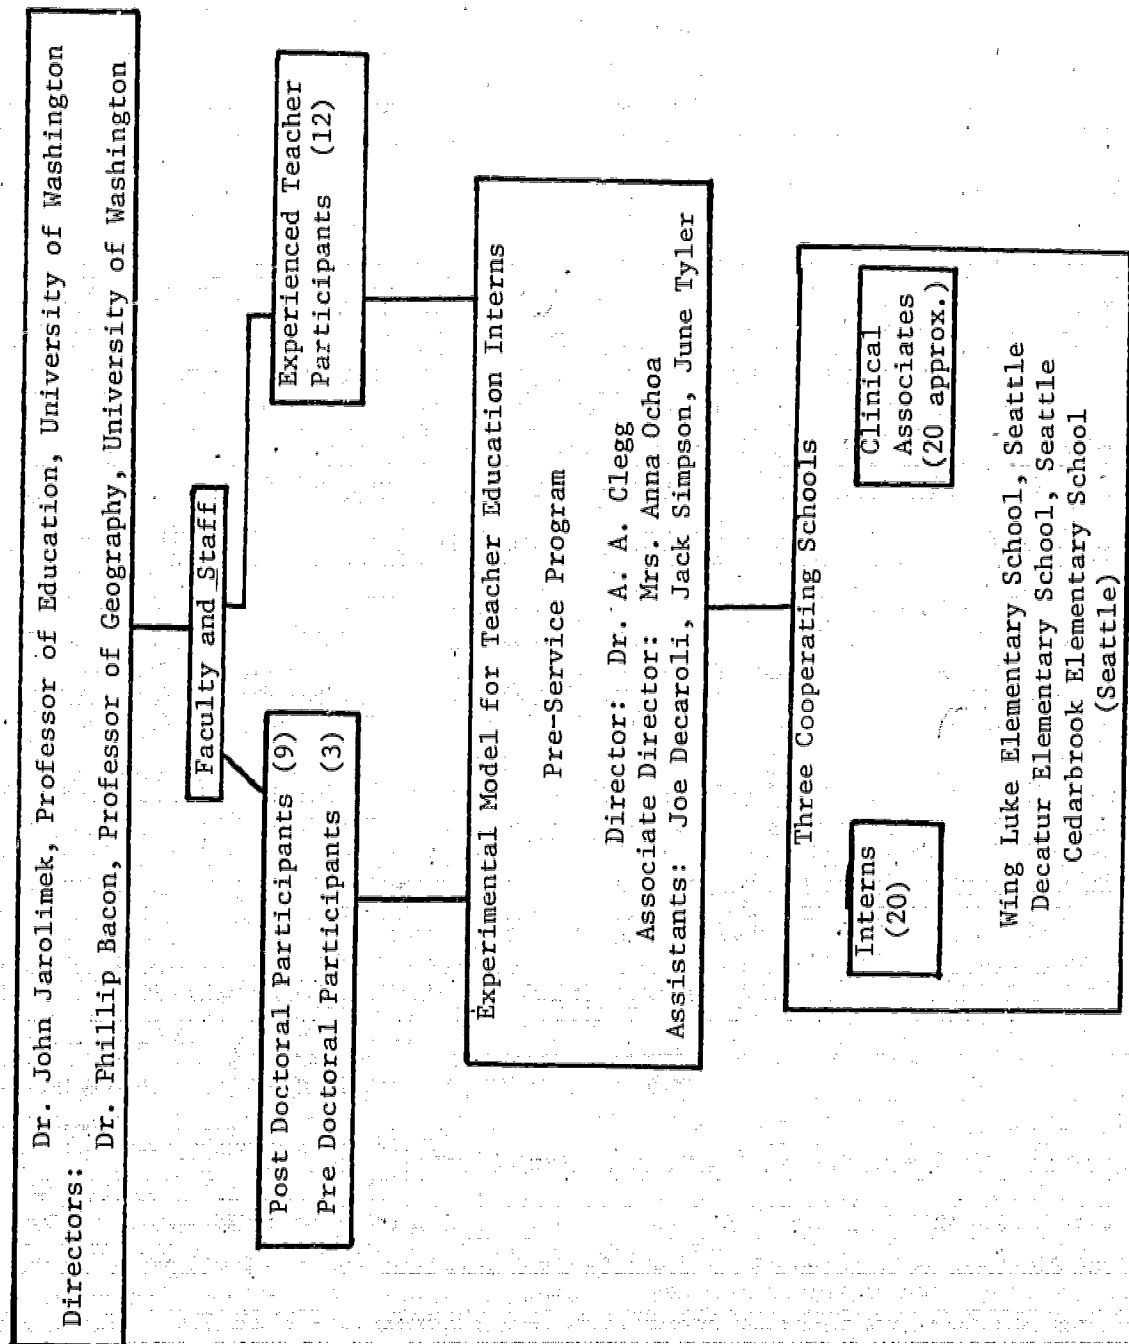 Directors: Dr. John Jarolimek, Professor of Education, University of Washington
Dr. Phillip Bacon, Professor of Geography, University of Washington
Faculty and Staff
Post Doctoral Participants (9)
Pre Doctoral Participants (3)
Experienced Teacher
Participants (12)
Experimental Model for Teacher Education Interns
Pre-Service Program
Director: Dr. A. A. Clegg
Associate Director: Mrs. Anna Ochoa
Assistants: Joe Decaroli, Jack Simpson, June Tyler
Three Cooperating Schools
Interns
(20)
Clinical
Associates
(20 approx.)
Wing Luke Elementary School, Seattle
Decatur Elementary School, Seattle
Cedarbrook Elementary School
(Seattle)